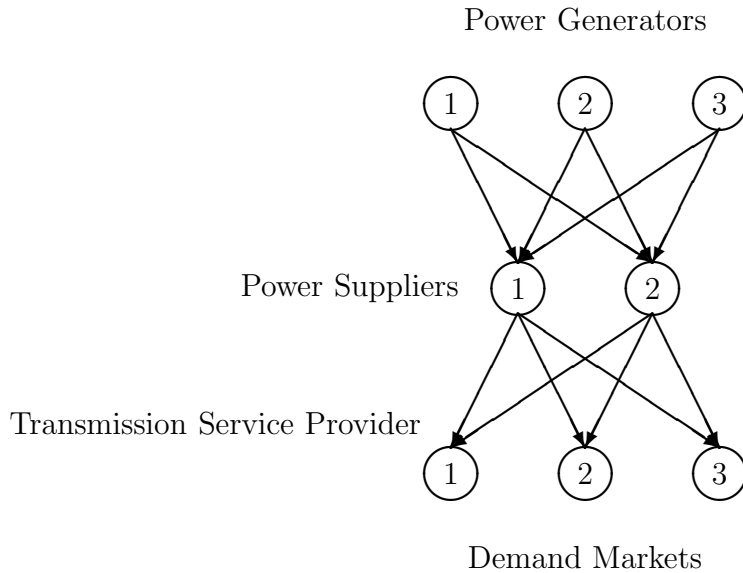 Power Generators
1 2 3
Power Suppliers 1 2
Transmission Service Provider
1 2 3
Demand Markets